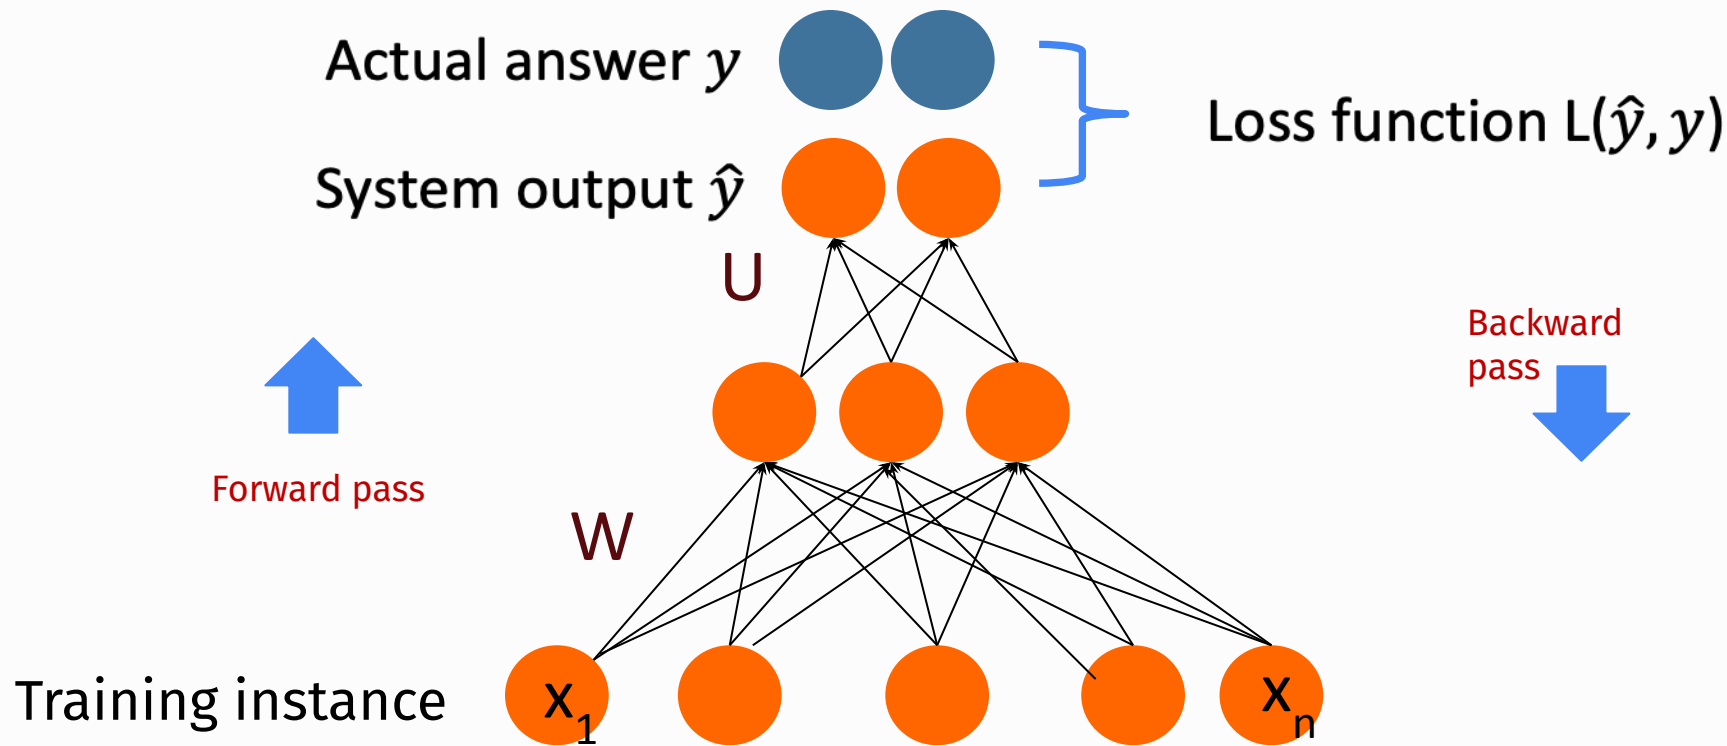 Actual answer y
Loss function L(ŷ, y)
System output ŷ
U
Backward
pass
Forward pass
W
Training instance
x₁
xₙ